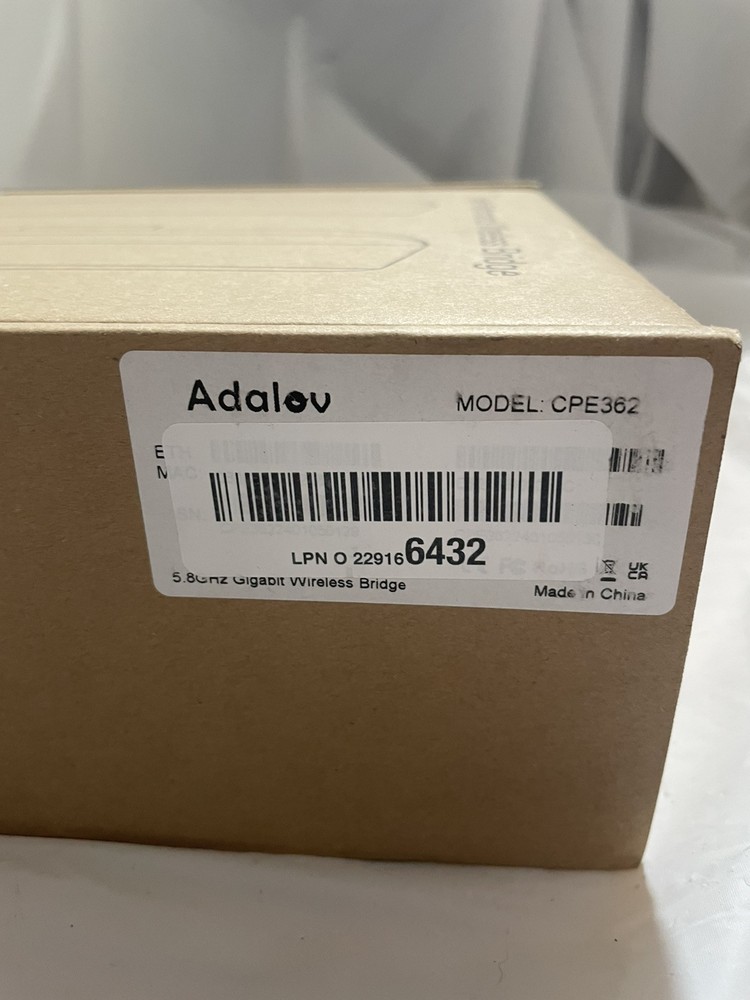 Adalov
MODEL: CPE362
LPN O 229166432
5.8GHz Gigabit Wireless Bridge
UK
CA
Made in China